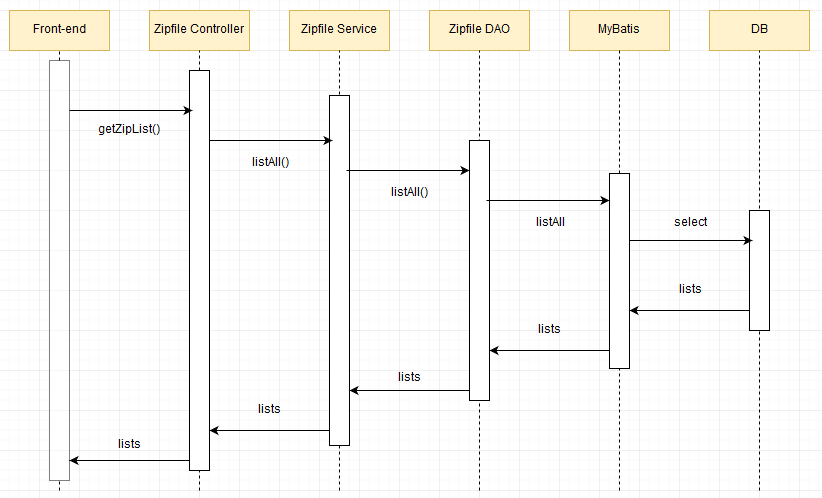 Front-end
Zipfile Controller
Zipfile Service
Zipfile DAO
MyBatis
DB
getZipList()
listAll()
listAll()
listAll
select
lists
lists
lists
lists
lists